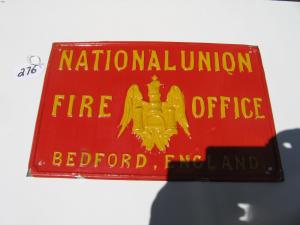 276
NATIONAL UNION
FIRE OFFICE
BEDFORD, ENGLAND